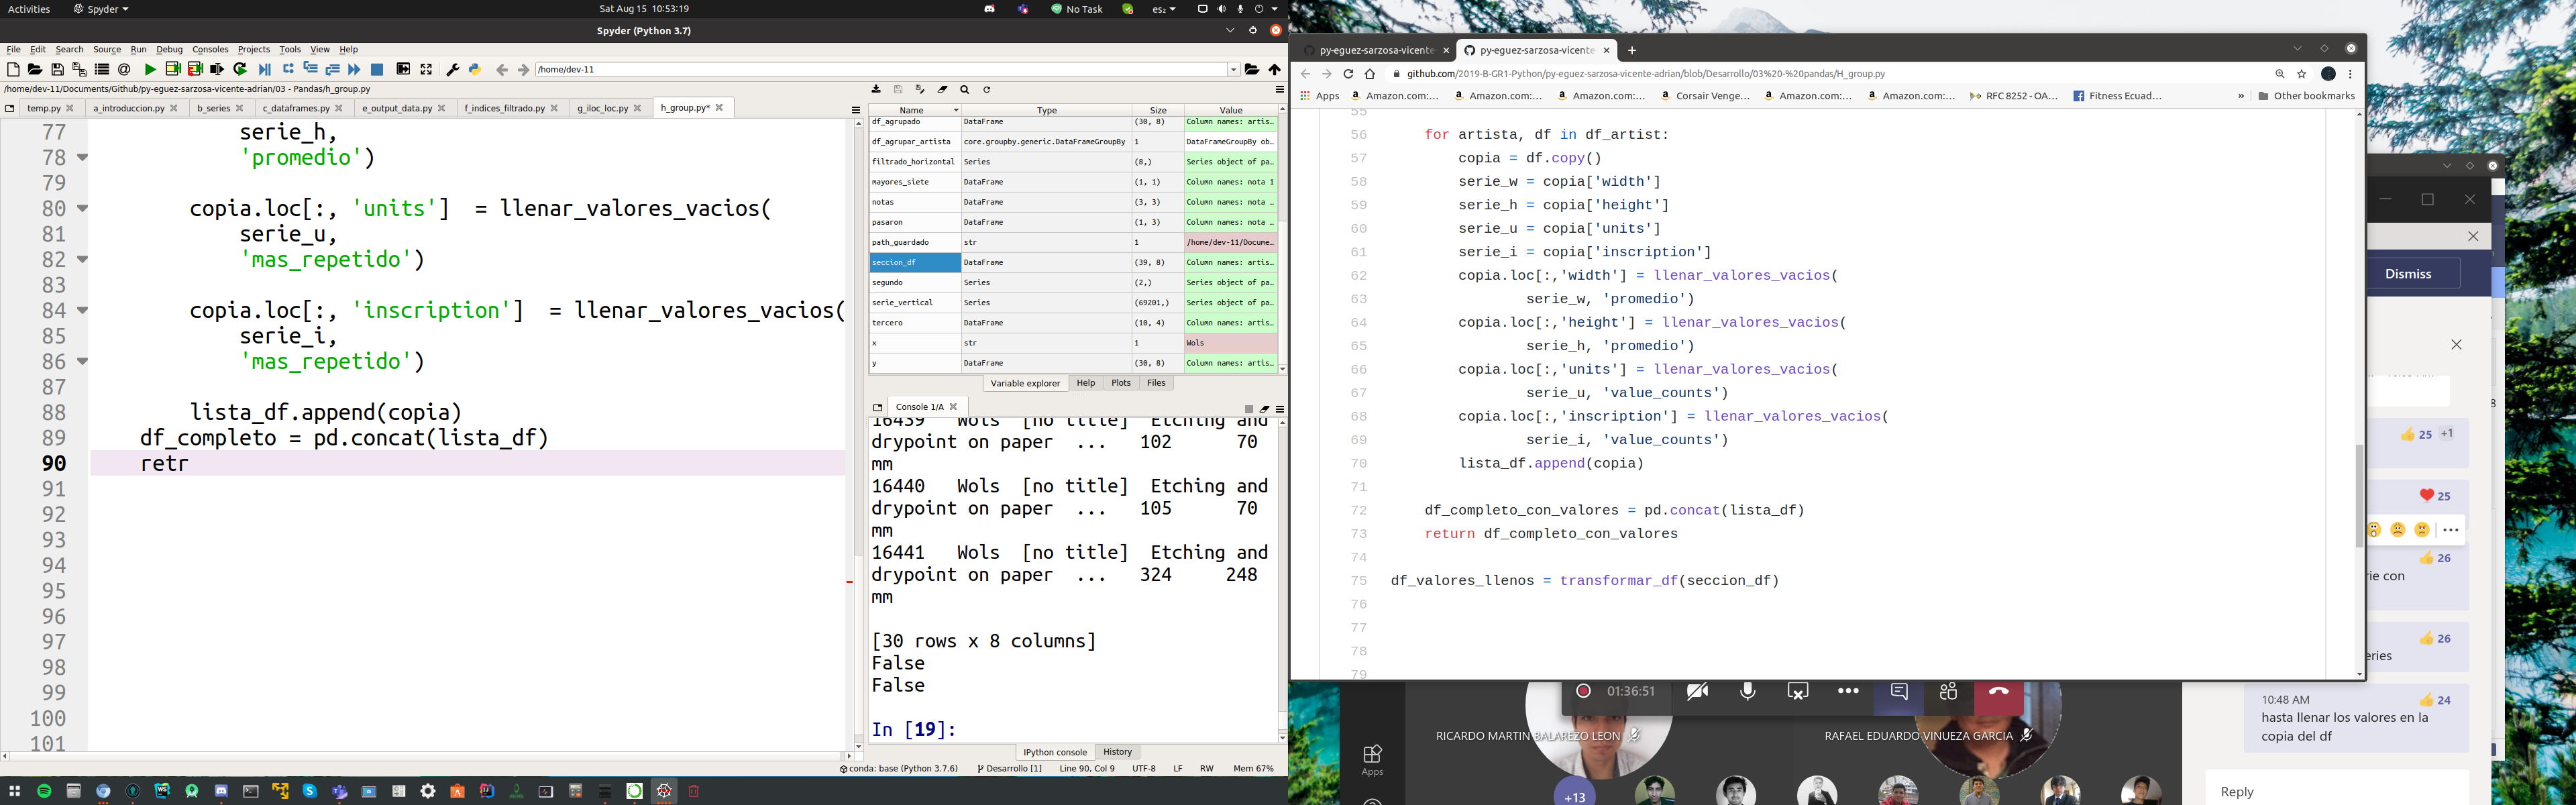 Activities
Spyder
Sat Aug 15 10:53:19
No Task
es₂
Spyder (Python 3.7)
File Edit Search Source Run Debug Consoles Projects Tools View Help
/home/dev-11
/home/dev-11/Documents/Github/py-eguez-sarzosa-vicente-adrian/03 - Pandas/h_group.py
temp.py
a_introduccion.py
b_series
c_dataframes.py
e_output_data.py
f_indices_filtrado.py
g_iloc_loc.py
h_group.py*
77 serie_h,
78 'promedio')
79
80 copia.loc[:, 'units']  = llenar_valores_vacios(
81 serie_u,
82 'mas_repetido')
83
84 copia.loc[:, 'inscription']  = llenar_valores_vacios(
85 serie_i,
86 'mas_repetido')
87
88 lista_df.append(copia)
89 df_completo = pd.concat(lista_df)
90 retr
91
92
93
94
95
96
97
98
99
100
101
Name Type Size Value
df_agrupado DataFrame (30, 8) Column names: artis…
df_agrupar_artista core.groupby.generic.DataFrameGroupBy 1 DataFrameGroupBy ob…
filtrado_horizontal Series (8,) Series object of pa…
mayores_siete DataFrame (1, 1) Column names: nota 1
notas DataFrame (3, 3) Column names: nota …
pasaron DataFrame (1, 3) Column names: nota …
path_guardado str 1 /home/dev-11/Docume…
seccion_df DataFrame (39, 8) Column names: artis…
segundo Series (2,) Series object of pa…
serie_vertical Series (69201,) Series object of pa…
tercero DataFrame (10, 4) Column names: artis…
x str 1 Wols
y DataFrame (30, 8) Column names: artis…
Variable explorer Help Plots Files
Console 1/A
16439 Wols [no title] Etching and
drypoint on paper ... 102 70
mm
16440 Wols [no title] Etching and
drypoint on paper ... 105 70
mm
16441 Wols [no title] Etching and
drypoint on paper ... 324 248
mm
[30 rows x 8 columns]
False
False
In [19]:
IPython console History
conda: base (Python 3.7.6) Desarrollo [1] Line 90, Col 9 UTF-8 LF RW Mem 67%
py-eguez-sarzosa-vicente
py-eguez-sarzosa-vicente
github.com/2019-B-GR1-Python/py-eguez-sarzosa-vicente-adrian/blob/Desarrollo/03%20-%20pandas/H_group.py
Apps Amazon.com:... Amazon.com:... Amazon.com:... Corsair Venge... Amazon.com:... Amazon.com:... RFC 8252 - OA... Fitness Ecuad... » Other bookmarks
55
56 for artista, df in df_artist:
57 copia = df.copy()
58 serie_w = copia['width']
59 serie_h = copia['height']
60 serie_u = copia['units']
61 serie_i = copia['inscription']
62 copia.loc[:,'width'] = llenar_valores_vacios(
63 serie_w, 'promedio')
64 copia.loc[:,'height'] = llenar_valores_vacios(
65 serie_h, 'promedio')
66 copia.loc[:,'units'] = llenar_valores_vacios(
67 serie_u, 'value_counts')
68 copia.loc[:,'inscription'] = llenar_valores_vacios(
69 serie_i, 'value_counts')
70 lista_df.append(copia)
71
72 df_completo_con_valores = pd.concat(lista_df)
73 return df_completo_con_valores
74
75 df_valores_llenos = transformar_df(seccion_df)
76
77
78
79
Dismiss
25 +1
25
26
rie con
26
eries
10:48 AM 24
hasta llenar los valores en la
copia del df
Reply
01:36:51
RICARDO MARTIN BALAREZO LEON
RAFAEL EDUARDO VINUEZA GARCIA
Apps
+13